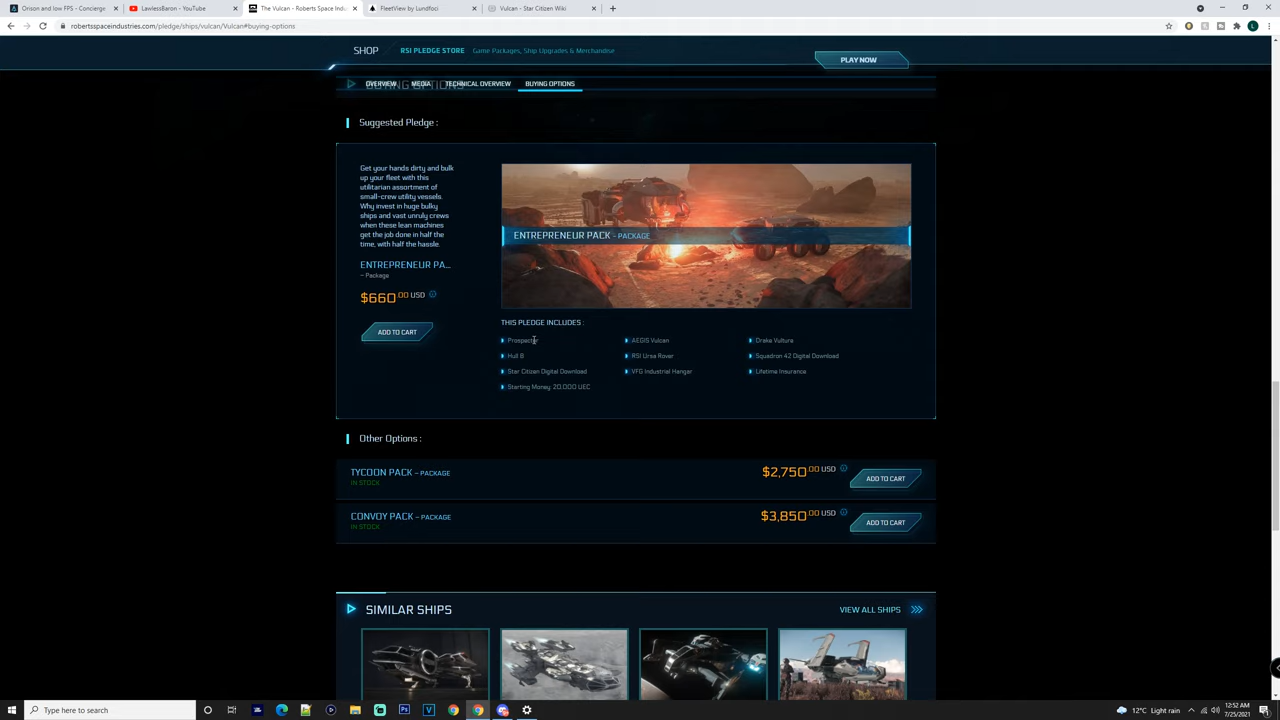 Orison and low FPS - Concierge
LawlessBaron - YouTube
The Vulcan - Roberts Space Indu
FleetView by Lundfoci
Vulcan - Star Citizen Wiki
robertsspaceindustries.com/pledge/ships/vulcan/Vulcan#buying-options
SHOP
RSI PLEDGE STORE
Game Packages, Ship Upgrades & Merchandise
PLAY NOW
OVERVIEW
MEDIA
TECHNICAL OVERVIEW
BUYING OPTIONS
BUYING OPTIONS
Suggested Pledge :
Get your hands dirty and bulk
up your fleet with this
utilitarian assortment of
small-crew utility vessels.
Why invest in huge bulky
ships and vast unruly crews
when these lean machines
get the job done in half the
time, with half the hassle.
ENTREPRENEUR PA...
– Package
$660.00 USD
ADD TO CART
ENTREPRENEUR PACK – PACKAGE
THIS PLEDGE INCLUDES :
Prospector
AEGIS Vulcan
Drake Vulture
Hull B
RSI Ursa Rover
Squadron 42 Digital Download
Star Citizen Digital Download
VFG Industrial Hangar
Lifetime Insurance
Starting Money: 20,000 UEC
Other Options :
TYCOON PACK – PACKAGE
IN STOCK
$2,750.00 USD
ADD TO CART
CONVOY PACK – PACKAGE
IN STOCK
$3,850.00 USD
ADD TO CART
SIMILAR SHIPS
VIEW ALL SHIPS
Type here to search
12°C Light rain
12:52 AM
7/25/2021